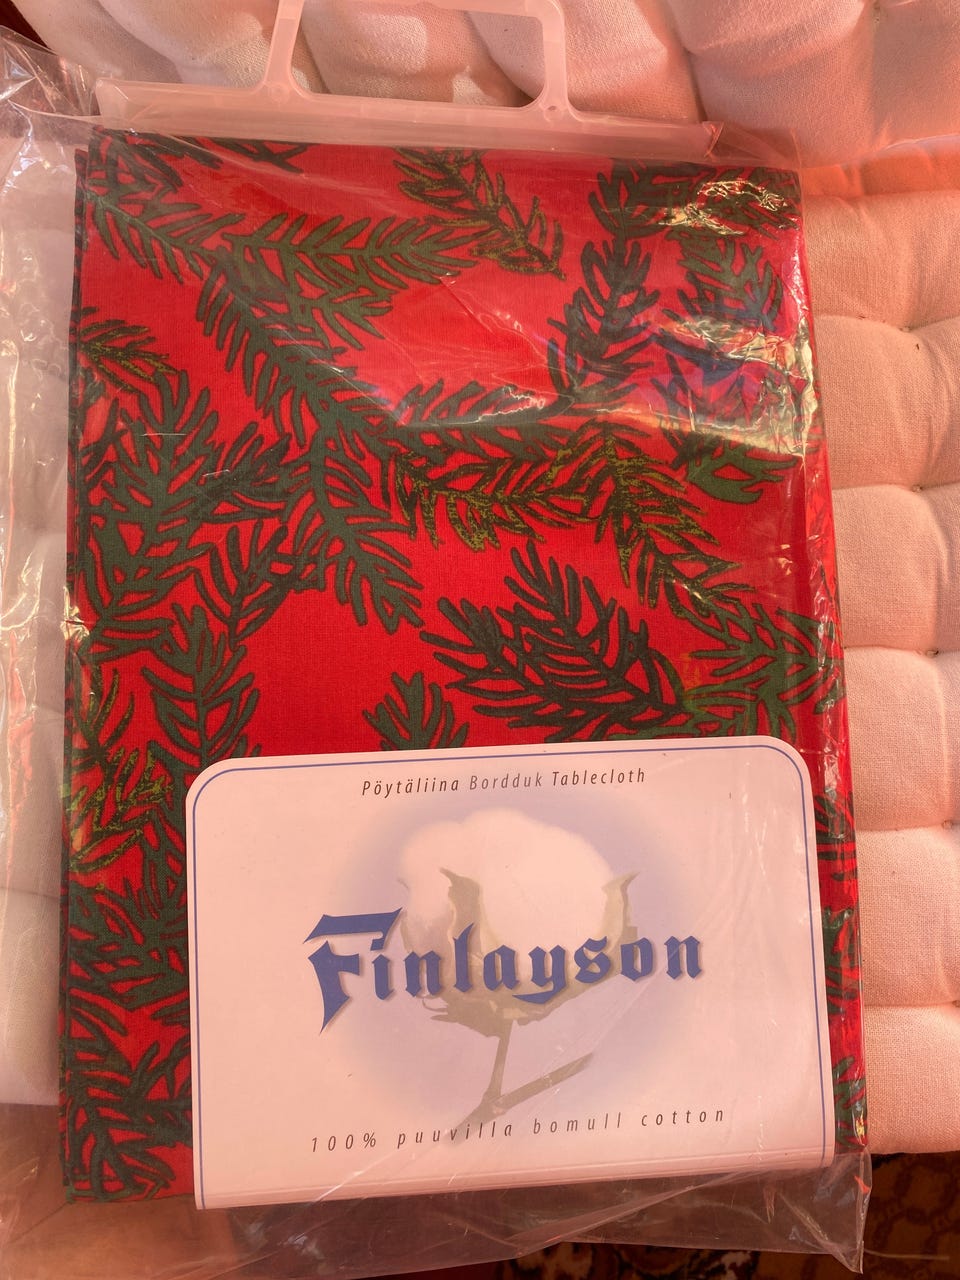 Pöytäliina Bordduk Tablecloth
Finlayson
100% puuvilla bomull cotton